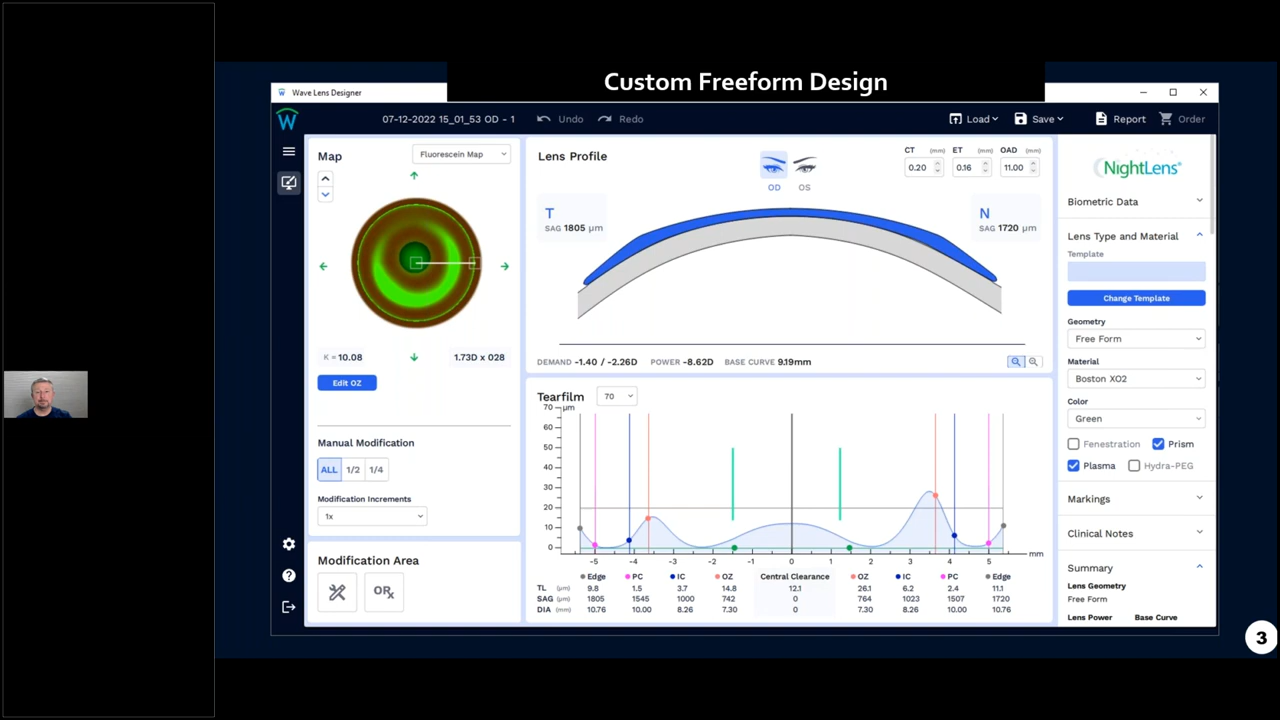 Custom Freeform Design
W Wave Lens Designer
W
07-12-2022 15_01_53 OD - 1
Undo
Redo
Load
Save
Report
Order
Map
Fluorescein Map
K = 10.08
1.73D x 028
Edit OZ
Manual Modification
ALL 1/2 1/4
Modification Increments
1x
Modification Area
ORx
Lens Profile
OD OS
CT (mm) ET (mm) OAD (mm)
0.20 0.16 11.00
T
SAG 1805 µm
N
SAG 1720 µm
DEMAND -1.40 / -2.26D POWER -8.62D BASE CURVE 9.19mm
Tearfilm 70
70 µm
60
50
40
30
20
10
0
-5 -4 -3 -2 -1 0 1 2 3 4 5 mm
Edge PC IC OZ Central Clearance OZ IC PC Edge
TL (µm) 9.8 1.5 3.7 14.8 12.1 26.1 6.2 2.4 11.1
SAG (µm) 1805 1545 1000 742 0 764 1023 1507 1720
DIA (mm) 10.76 10.00 8.26 7.30 0 7.30 8.26 10.00 10.76
NightLens®
Biometric Data
Lens Type and Material
Template
Change Template
Geometry
Free Form
Material
Boston XO2
Color
Green
Fenestration Prism
Plasma Hydra-PEG
Markings
Clinical Notes
Summary
Lens Geometry
Free Form
Lens Power Base Curve
3